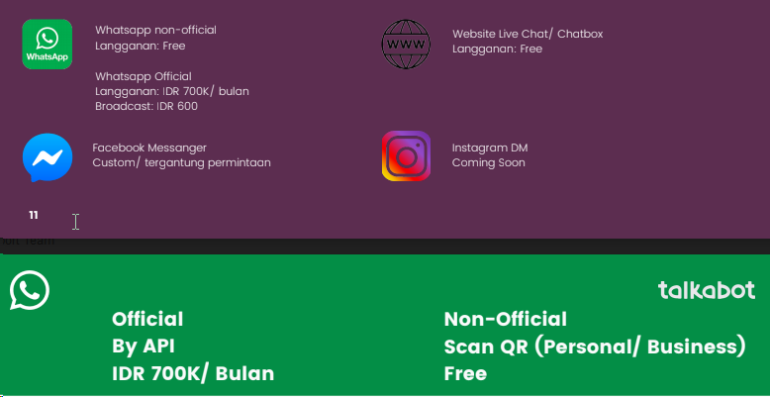 WhatsApp
Whatsapp non-official
Langganan: Free
Whatsapp Official
Langganan: IDR 700K/ bulan
Broadcast: IDR 600
www
Website Live Chat/ Chatbox
Langganan: Free
Facebook Messanger
Custom/ tergantung permintaan
Instagram DM
Coming Soon
11
talkabot
Official
By API
IDR 700K/ Bulan
Non-Official
Scan QR (Personal/ Business)
Free